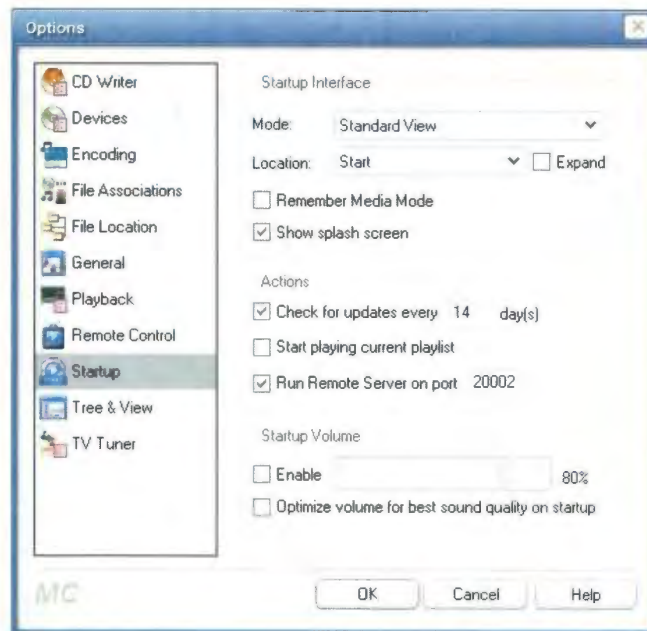 Options
CD Writer
Devices
Encoding
File Associations
File Location
General
Playback
Remote Control
Startup
Tree & View
TV Tuner
Startup Interface
Mode: Standard View
Location: Start Expand
Remember Media Mode
Show splash screen
Actions
Check for updates every 14 day(s)
Start playing current playlist
Run Remote Server on port 20002
Startup Volume
Enable 80%
Optimize volume for best sound quality on startup
MC
OK Cancel Help